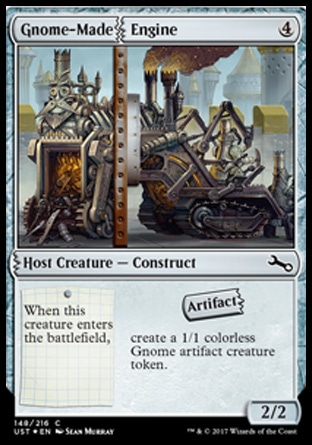 Gnome-Made Engine 4
Host Creature — Construct
When this
creature enters
the battlefield,
Artifact
create a 1/1 colorless
Gnome artifact creature
token.
2/2
148/216 C
UST EN SEAN MURRAY
™ & © 2017 Wizards of the Coast